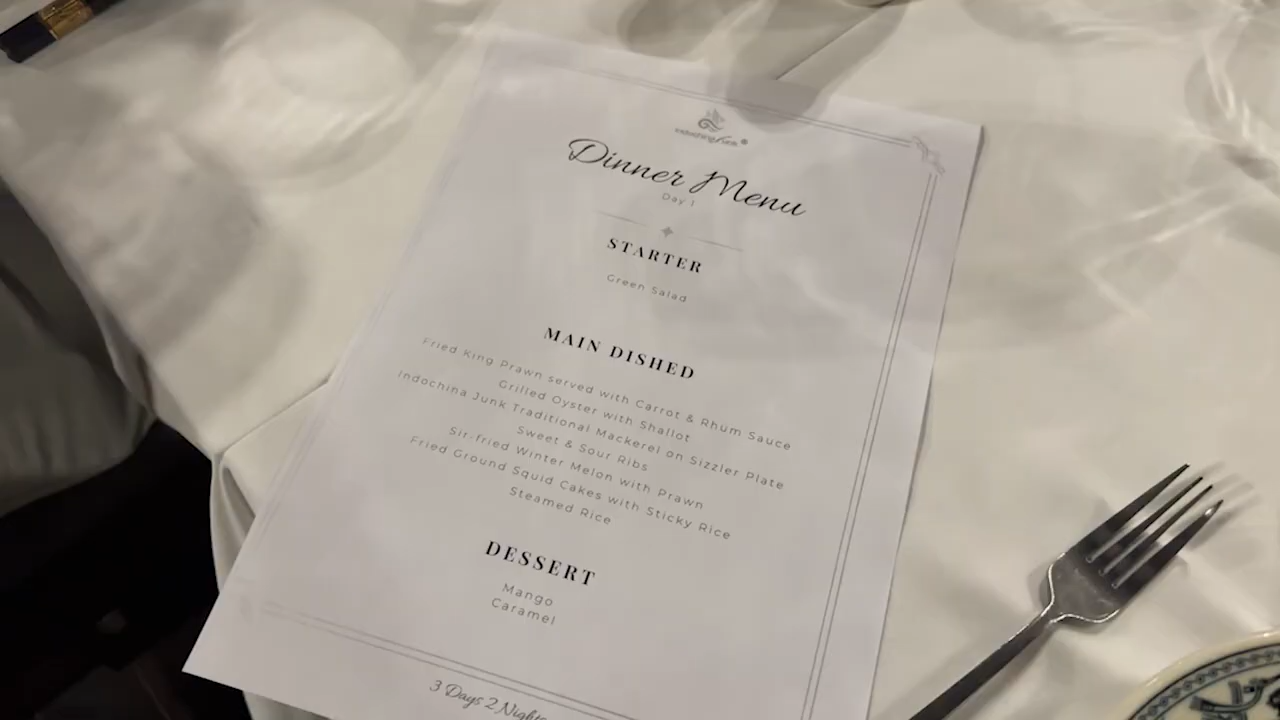 Dinner Menu
Day 1
STARTER
Green Salad
MAIN DISHED
Fried King Prawn served with Carrot & Rhum Sauce
Grilled Oyster with Shallot
Indochina Junk Traditional Mackerel on Sizzler Plate
Sweet & Sour Ribs
Sir-fried Winter Melon with Prawn
Fried Ground Squid Cakes with Sticky Rice
Steamed Rice
DESSERT
Mango
Caramel
3 Days 2 Nights